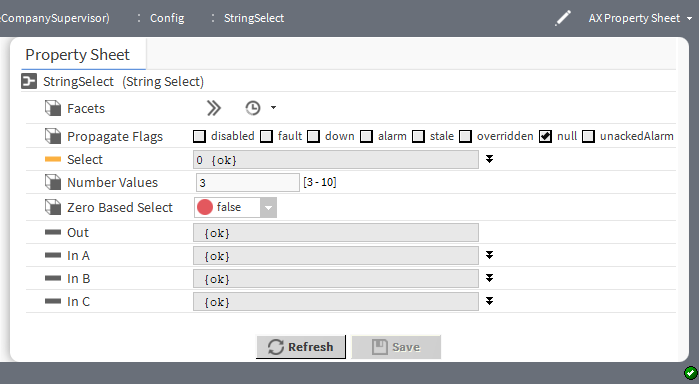 eCompanySupervisor) : Config : StringSelect AX Property Sheet
Property Sheet
StringSelect (String Select)
Facets
Propagate Flags disabled fault down alarm stale overridden null unackedAlarm
Select 0 {ok}
Number Values 3 [3 - 10]
Zero Based Select false
Out {ok}
In A {ok}
In B {ok}
In C {ok}
Refresh Save